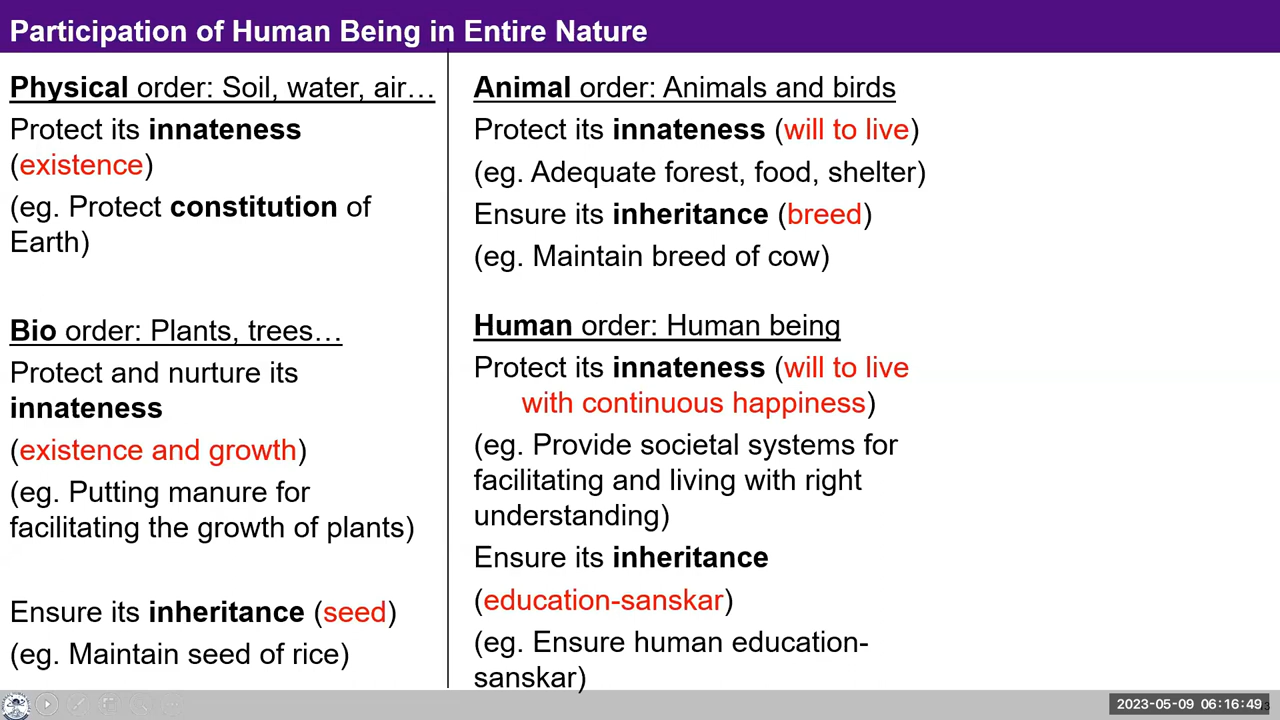 Participation of Human Being in Entire Nature
Physical order: Soil, water, air…
Protect its innateness
(existence)
(eg. Protect constitution of
Earth)
Bio order: Plants, trees…
Protect and nurture its
innateness
(existence and growth)
(eg. Putting manure for
facilitating the growth of plants)
Ensure its inheritance (seed)
(eg. Maintain seed of rice)
Animal order: Animals and birds
Protect its innateness (will to live)
(eg. Adequate forest, food, shelter)
Ensure its inheritance (breed)
(eg. Maintain breed of cow)
Human order: Human being
Protect its innateness (will to live
with continuous happiness)
(eg. Provide societal systems for
facilitating and living with right
understanding)
Ensure its inheritance
(education-sanskar)
(eg. Ensure human education-
sanskar)
2023-05-09 06:16:49